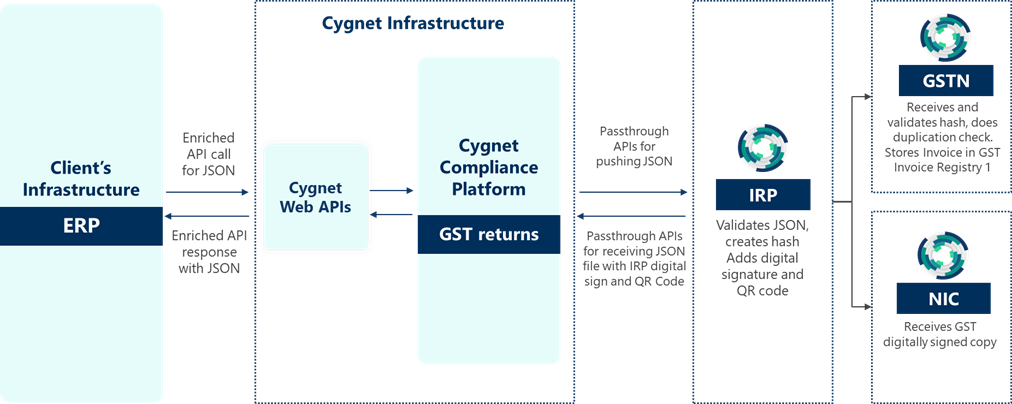 Client's
Infrastructure
ERP
Enriched
API call
for JSON
Enriched API
response
with JSON
Cygnet Infrastructure
Cygnet
Web APIs
Cygnet
Compliance
Platform
GST returns
Passthrough
APIs for
pushing JSON
Passthrough APIs
for receiving JSON
file with IRP digital
sign and QR Code
IRP
Validates JSON,
creates hash
Adds digital
signature and
QR code
GSTN
Receives and
validates hash, does
duplication check.
Stores Invoice in GST
Invoice Registry 1
NIC
Receives GST
digitally signed copy